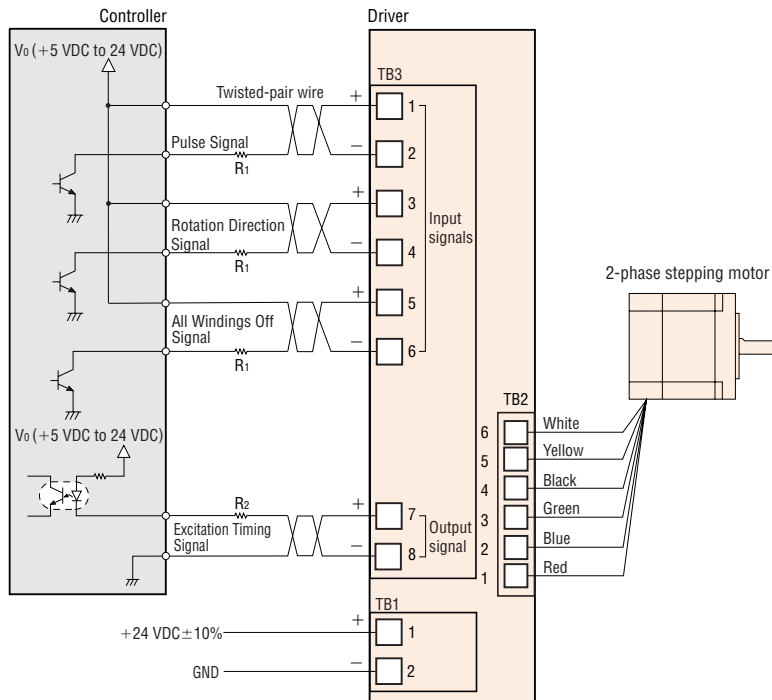 Controller
Driver
V0 (+5 VDC to 24 VDC)
TB3
Twisted-pair wire
+
1
Pulse Signal
−
2
R1
+
3
Rotation Direction
Signal
Input
signals
−
4
R1
2-phase stepping motor
+
5
All Windings Off
Signal
−
6
R1
TB2
6
White
V0 (+5 VDC to 24 VDC)
5
Yellow
4
Black
R2
+
7
3
Green
Excitation Timing
Signal
Output
signal
−
8
2
Blue
1
Red
TB1
+24 VDC±10%
+
1
GND
−
2